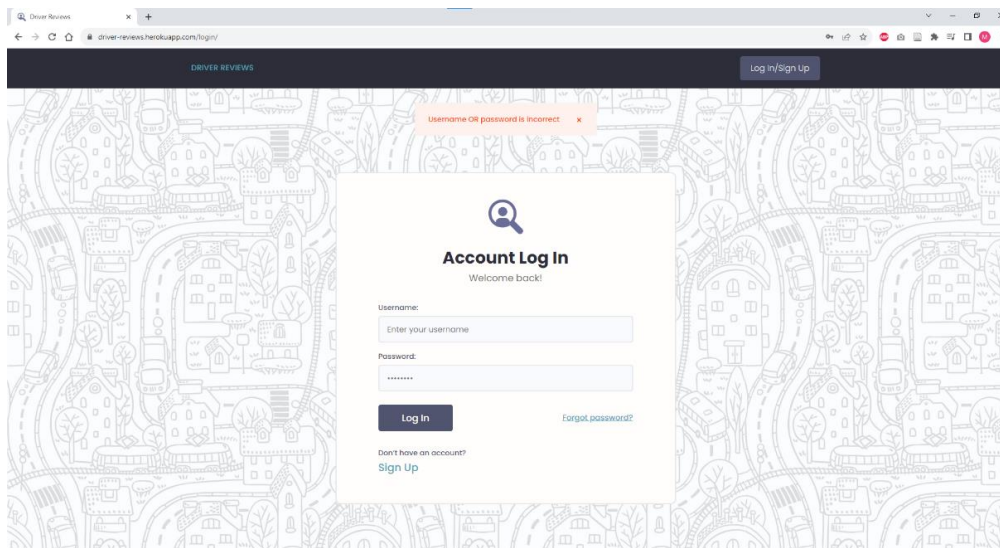 Driver Reviews
driver-reviews.herokuapp.com/login/
DRIVER REVIEWS
Log In/Sign Up
Username OR password is incorrect x
Account Log In
Welcome back!
Username:
Enter your username
Password:
••••••••
Log In
Forgot password?
Don't have an account?
Sign Up